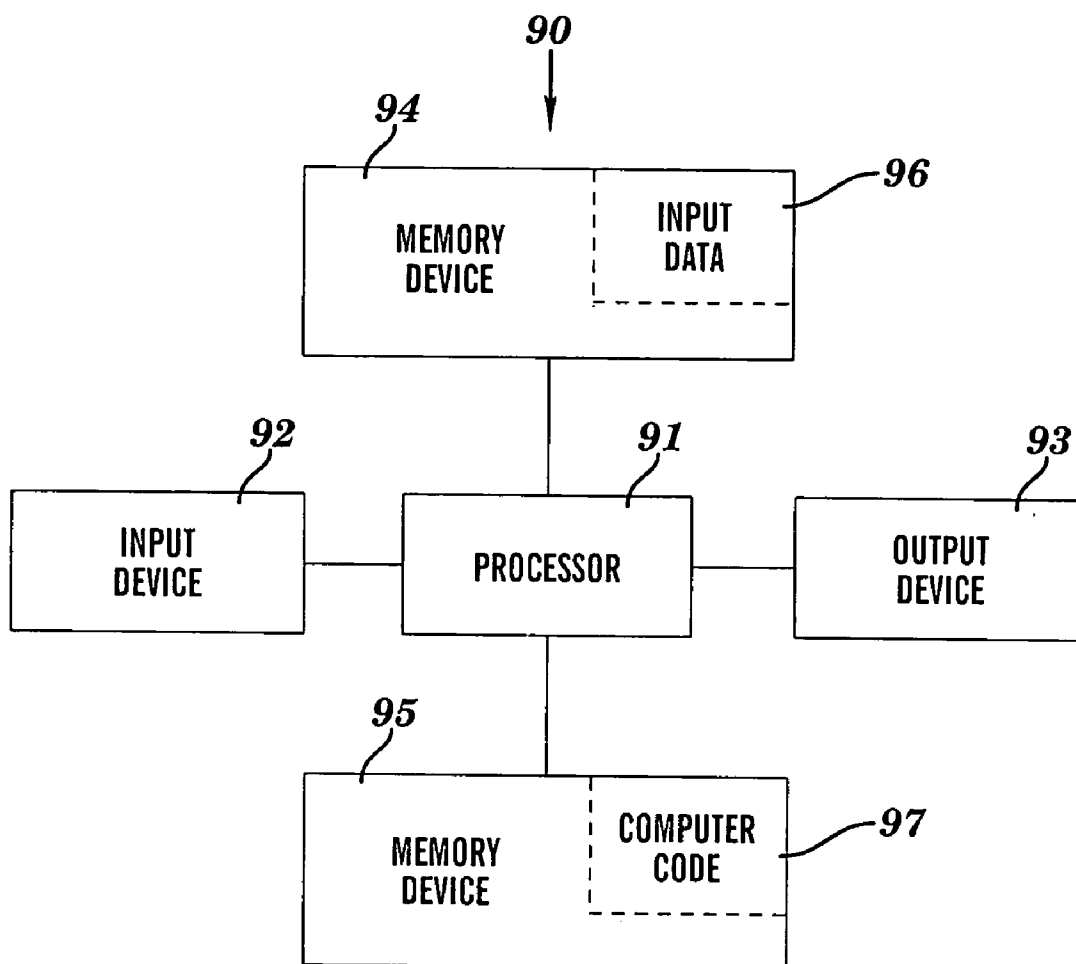 90
94
96
MEMORY
DEVICE
INPUT
DATA
92
91
93
INPUT
DEVICE
PROCESSOR
OUTPUT
DEVICE
95
97
MEMORY
DEVICE
COMPUTER
CODE